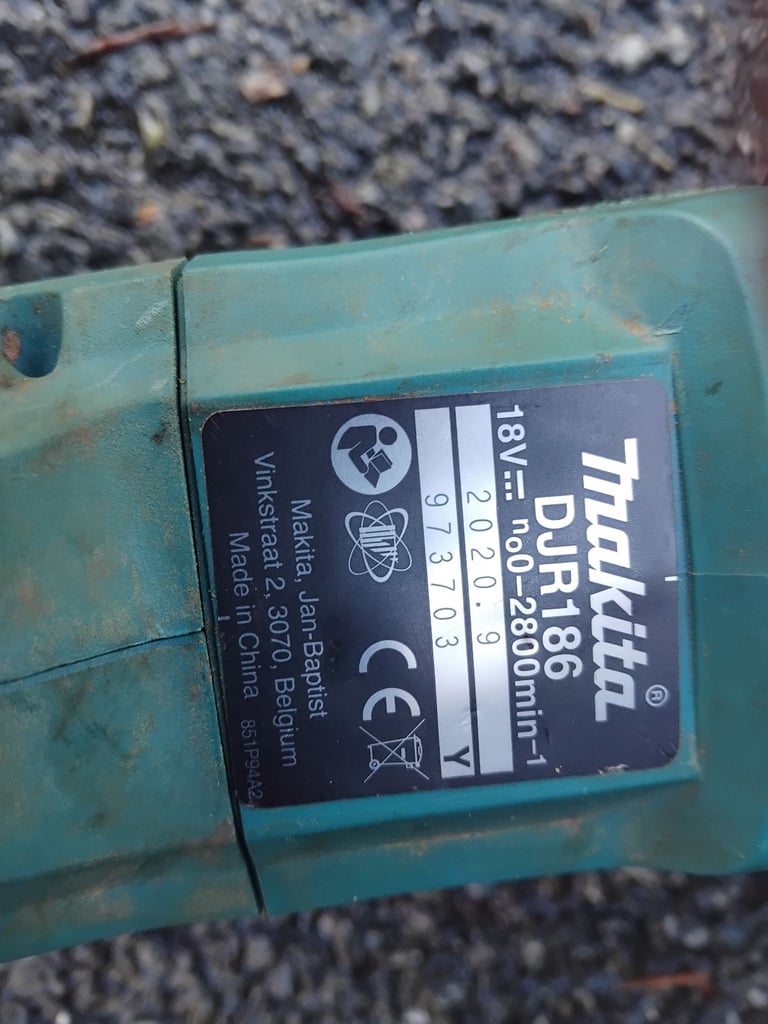 Makita®
DJR186
18V⎓ n₀0-2800min-1
2020.9
973703 Y
CE
Makita, Jan-Baptist
Vinkstraat 2, 3070, Belgium
Made in China 851P94A2